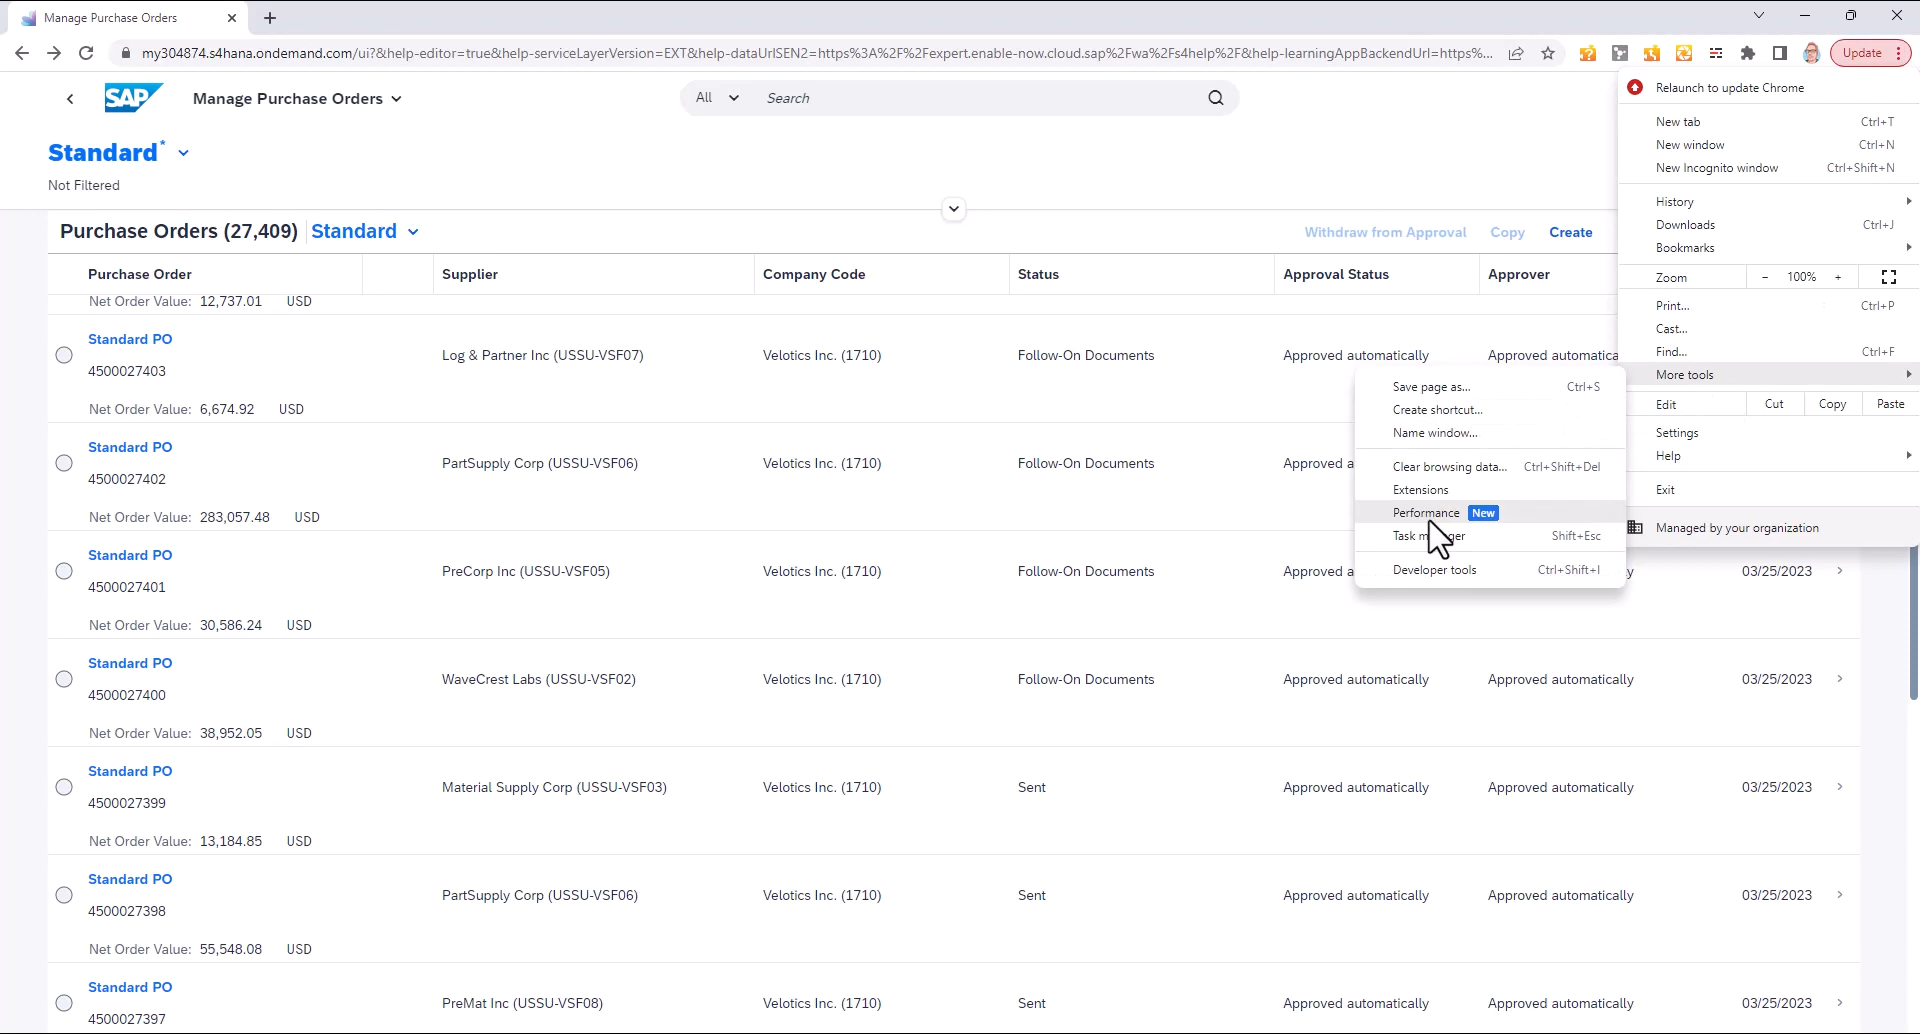 Manage Purchase Orders
my304874.s4hana.ondemand.com/ui?&help-editor=true&help-serviceLayerVersion=EXT&help-dataUrlSEN2=https%3A%2F%2Fexpert.enable-now.cloud.sap%2Fwa%2Fs4help%2F&help-learningAppBackendUrl=https%...
Update
SAP Manage Purchase Orders
All Search
Standard*
Not Filtered
Purchase Orders (27,409) Standard
Withdraw from Approval Copy Create
Purchase Order Supplier Company Code Status Approval Status Approver
Net Order Value: 12,737.01 USD
Standard PO
4500027403
Log & Partner Inc (USSU-VSF07) Velotics Inc. (1710) Follow-On Documents Approved automatically Approved automatica
Net Order Value: 6,674.92 USD
Standard PO
4500027402
PartSupply Corp (USSU-VSF06) Velotics Inc. (1710) Follow-On Documents Approved a
Net Order Value: 283,057.48 USD
Standard PO
4500027401
PreCorp Inc (USSU-VSF05) Velotics Inc. (1710) Follow-On Documents Approved a y 03/25/2023
Net Order Value: 30,586.24 USD
Standard PO
4500027400
WaveCrest Labs (USSU-VSF02) Velotics Inc. (1710) Follow-On Documents Approved automatically Approved automatically 03/25/2023
Net Order Value: 38,952.05 USD
Standard PO
4500027399
Material Supply Corp (USSU-VSF03) Velotics Inc. (1710) Sent Approved automatically Approved automatically 03/25/2023
Net Order Value: 13,184.85 USD
Standard PO
4500027398
PartSupply Corp (USSU-VSF06) Velotics Inc. (1710) Sent Approved automatically Approved automatically 03/25/2023
Net Order Value: 55,548.08 USD
Standard PO
4500027397
PreMat Inc (USSU-VSF08) Velotics Inc. (1710) Sent Approved automatically Approved automatically 03/25/2023
Relaunch to update Chrome
New tab Ctrl+T
New window Ctrl+N
New Incognito window Ctrl+Shift+N
History
Downloads Ctrl+J
Bookmarks
Zoom - 100% +
Print... Ctrl+P
Cast...
Find... Ctrl+F
More tools
Edit Cut Copy Paste
Settings
Help
Exit
Managed by your organization
Save page as... Ctrl+S
Create shortcut...
Name window...
Clear browsing data... Ctrl+Shift+Del
Extensions
Performance New
Task m ger Shift+Esc
Developer tools Ctrl+Shift+I